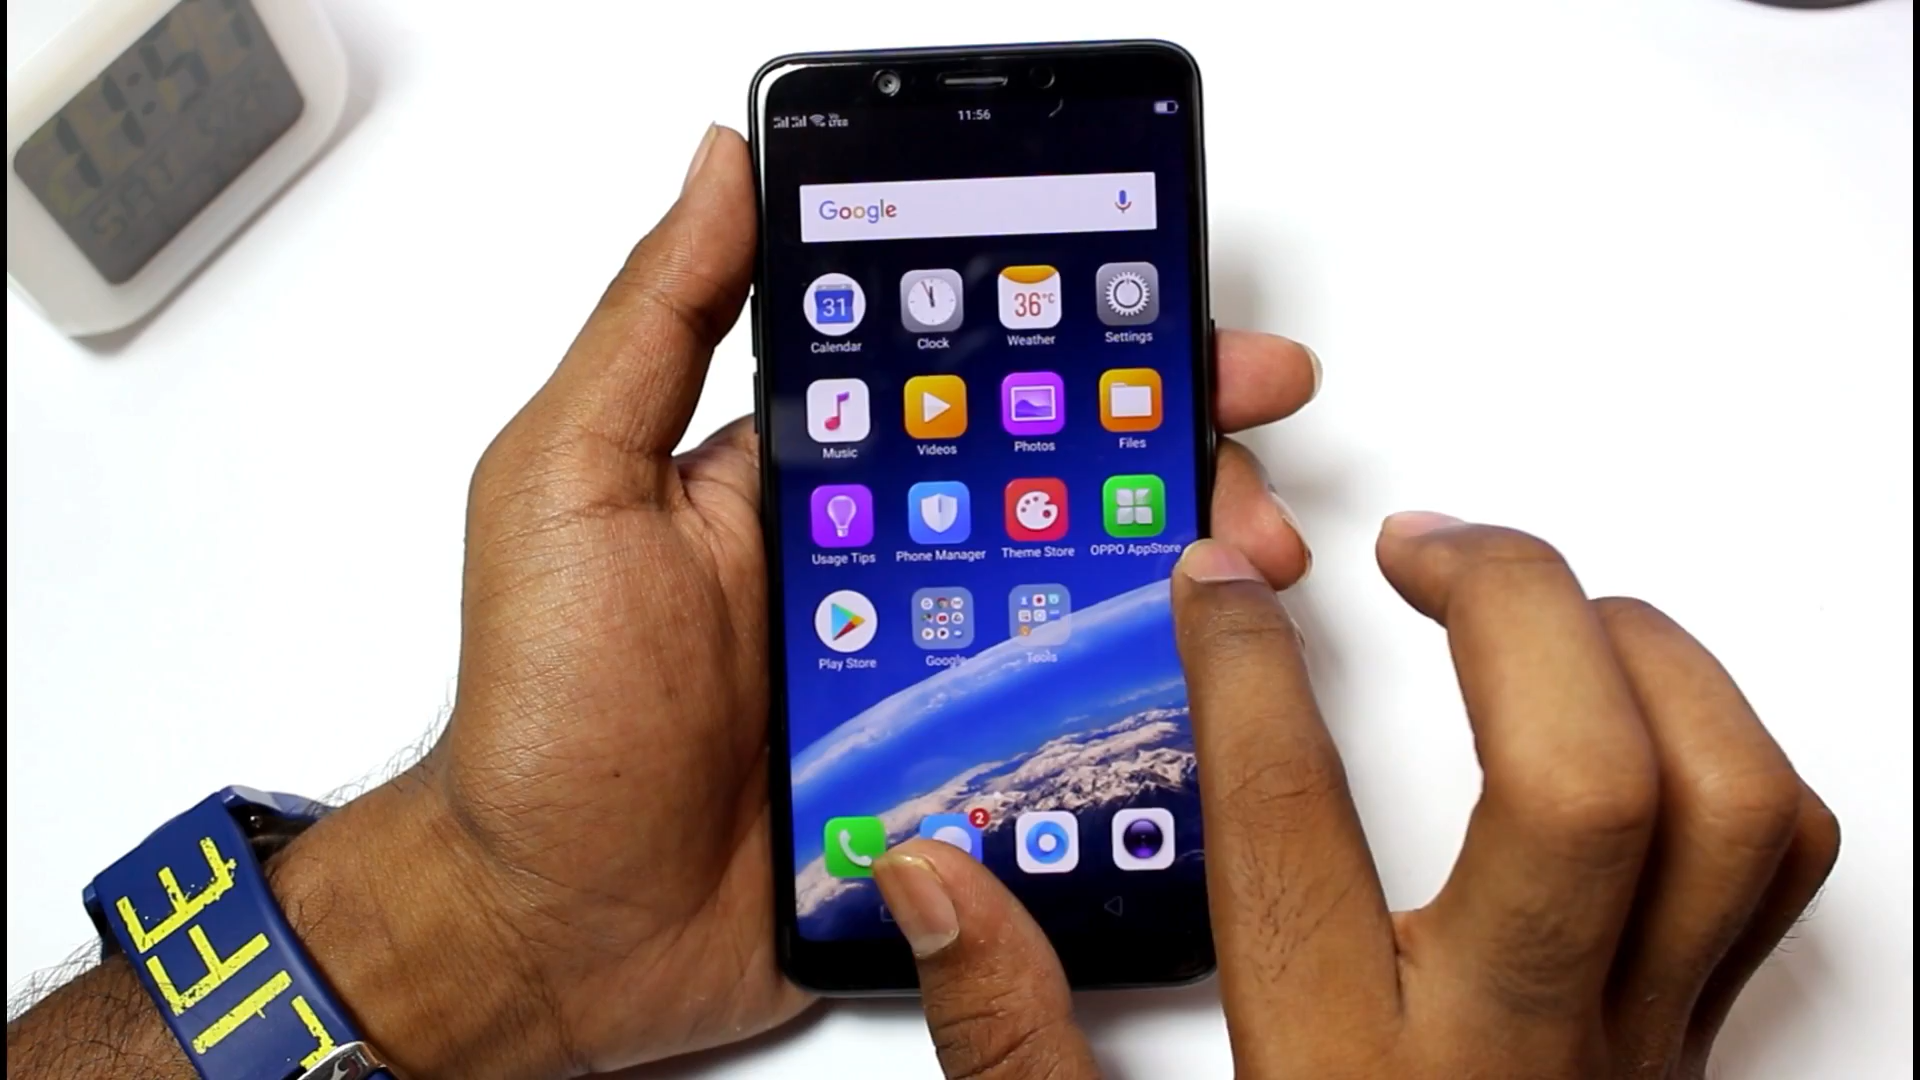 11:56
Google
31
36°C
Calendar
Clock
Weather
Settings
Music
Videos
Photos
Files
Usage Tips
Phone Manager
Theme Store
OPPO AppStore
Play Store
Google
Tools
2
LIFE